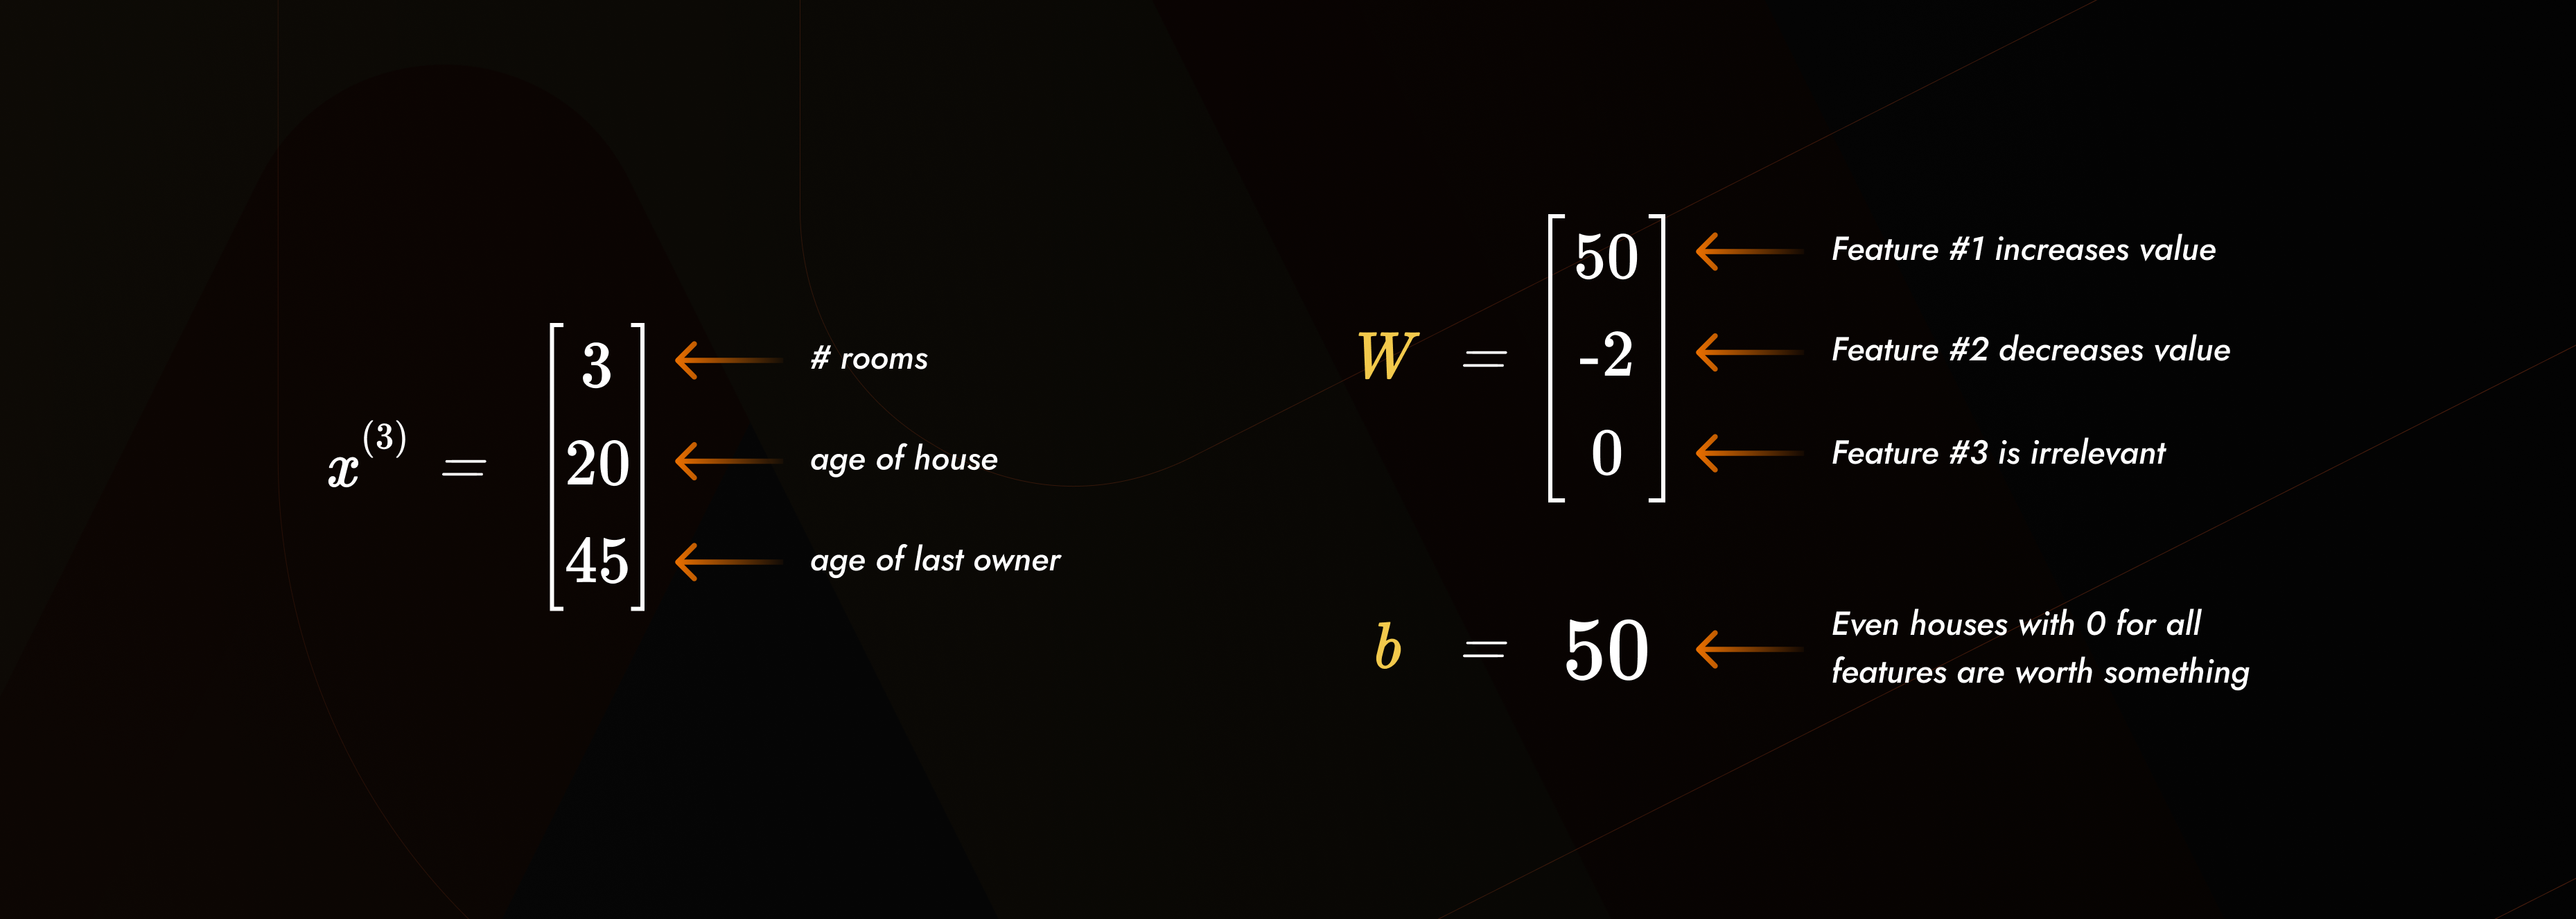 x^(3) =
3
20
45
# rooms
age of house
age of last owner
W =
50
-2
0
Feature #1 increases value
Feature #2 decreases value
Feature #3 is irrelevant
b = 50
Even houses with 0 for all
features are worth something